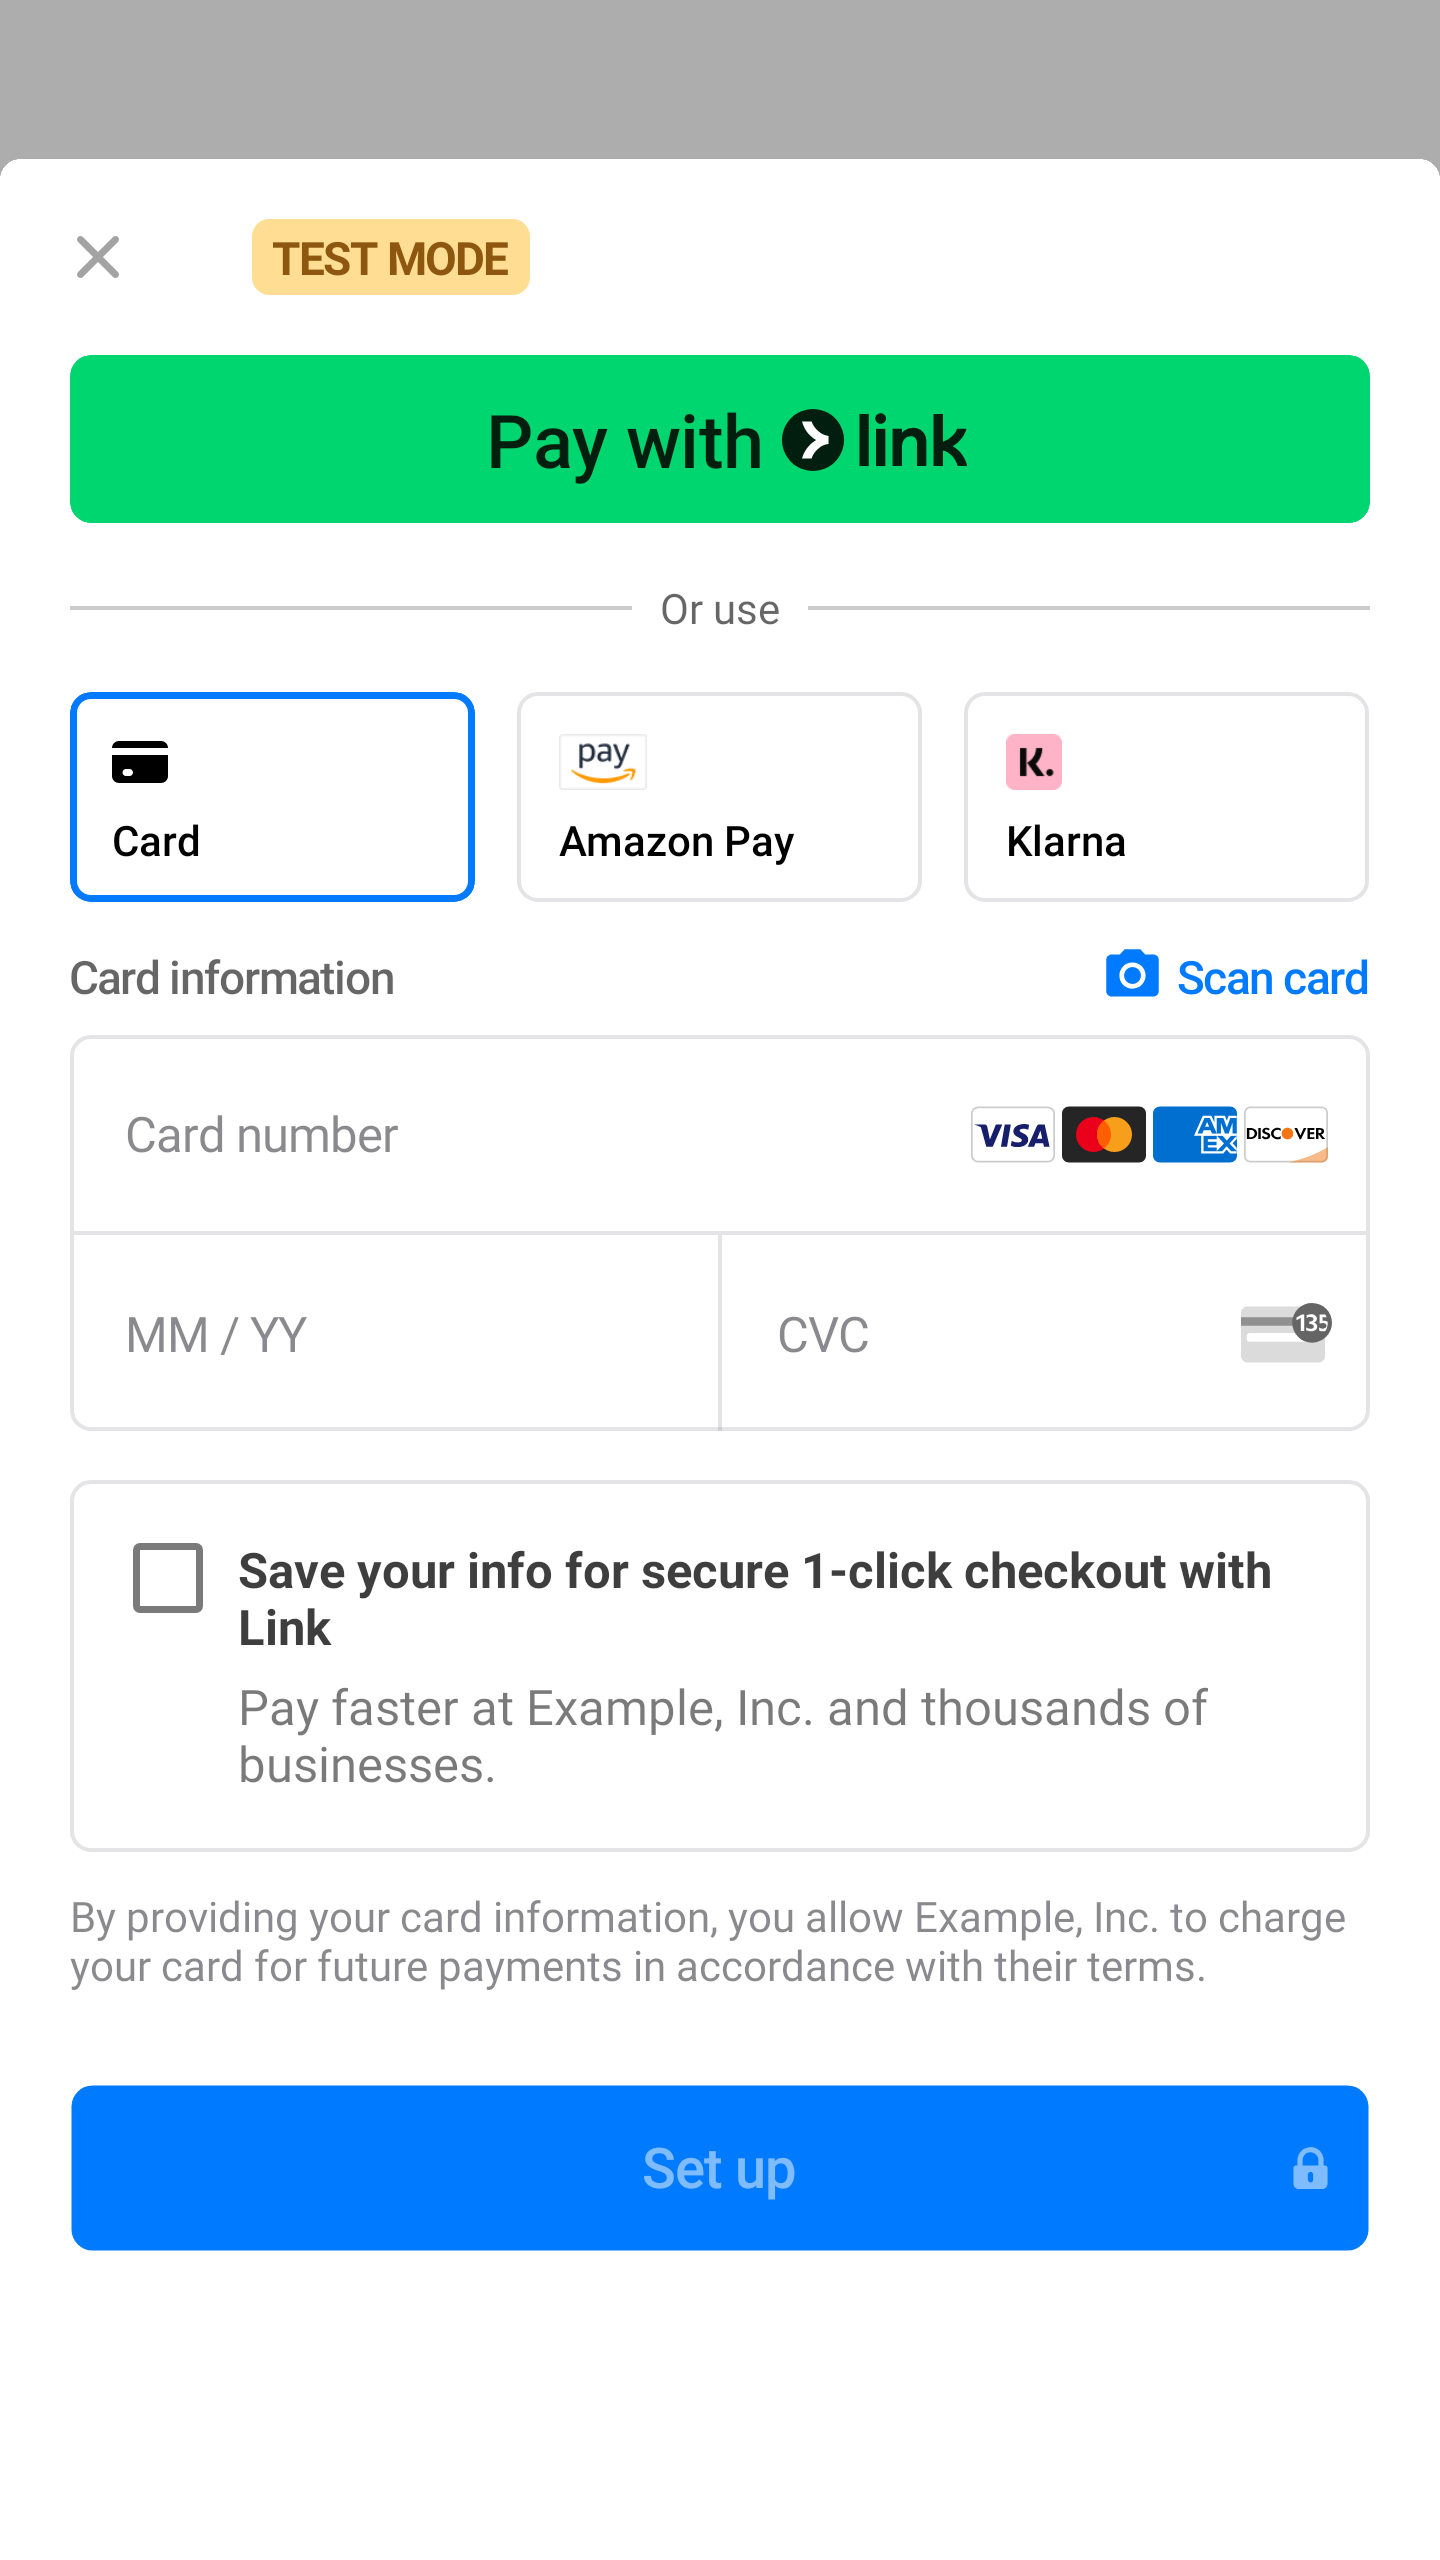 TEST MODE
Pay with link
Or use
pay
K.
Card
Amazon Pay
Klarna
Card information
Scan card
Card number
VISA
AM
EX
DISCOVER
MM / YY
CVC
135
Save your info for secure 1-click checkout with
Link
Pay faster at Example, Inc. and thousands of
businesses.
By providing your card information, you allow Example, Inc. to charge
your card for future payments in accordance with their terms.
Set up